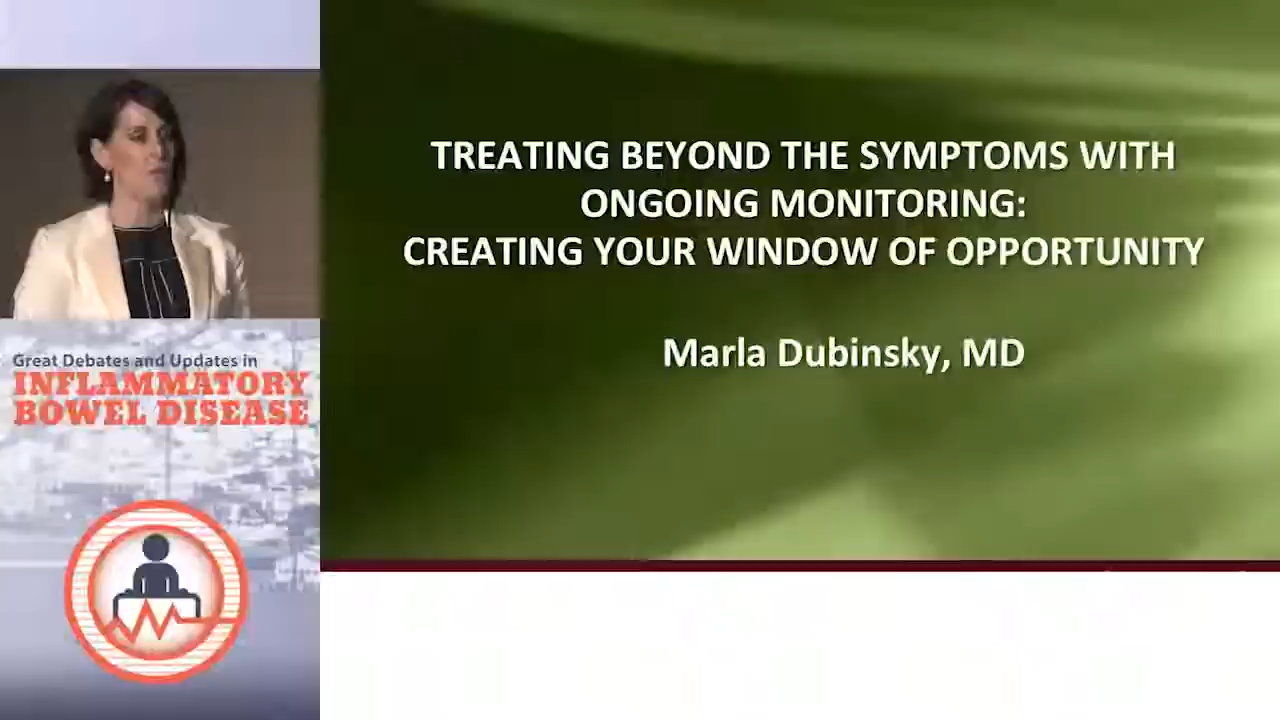 Great Debates and Updates in
INFLAMMATORY
BOWEL DISEASE
TREATING BEYOND THE SYMPTOMS WITH
ONGOING MONITORING:
CREATING YOUR WINDOW OF OPPORTUNITY
Marla Dubinsky, MD